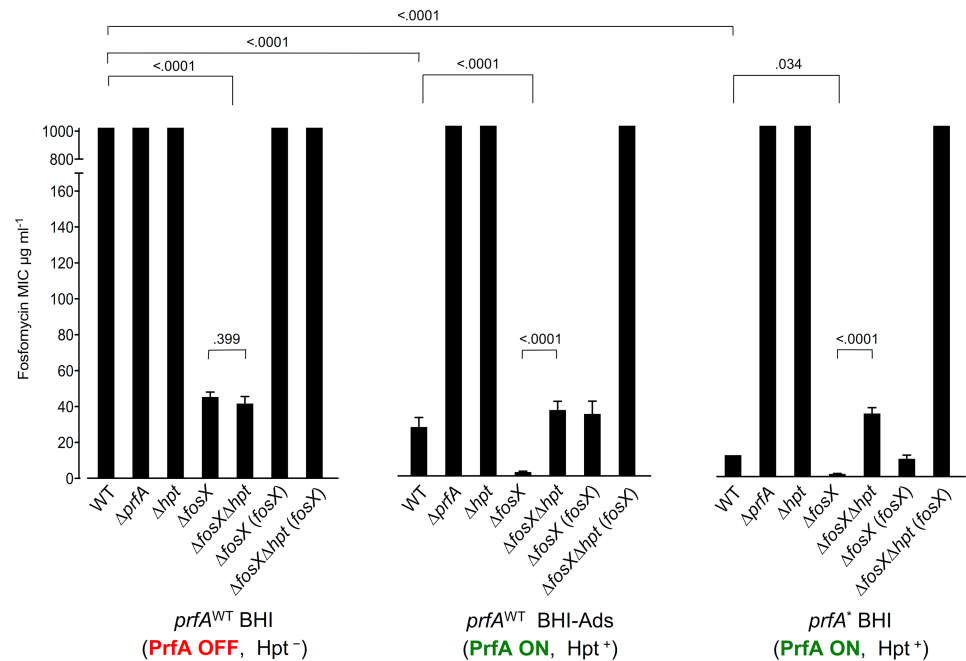 <.0001
<.0001
<.0001
<.0001
.034
1000
800
160
140
120
100
80
60
40
20
0
Fosfomycin MIC µg ml⁻¹
.399
<.0001
<.0001
WT
ΔprfA
Δhpt
ΔfosX
ΔfosXΔhpt
ΔfosX (fosX)
ΔfosXΔhpt (fosX)
WT
ΔprfA
Δhpt
ΔfosX
ΔfosXΔhpt
ΔfosX (fosX)
ΔfosXΔhpt (fosX)
WT
ΔprfA
Δhpt
ΔfosX
ΔfosXΔhpt
ΔfosX (fosX)
ΔfosXΔhpt (fosX)
prfAᵂᵀ BHI
(PrfA OFF, Hpt⁻)
prfAᵂᵀ BHI-Ads
(PrfA ON, Hpt⁺)
prfA* BHI
(PrfA ON, Hpt⁺)